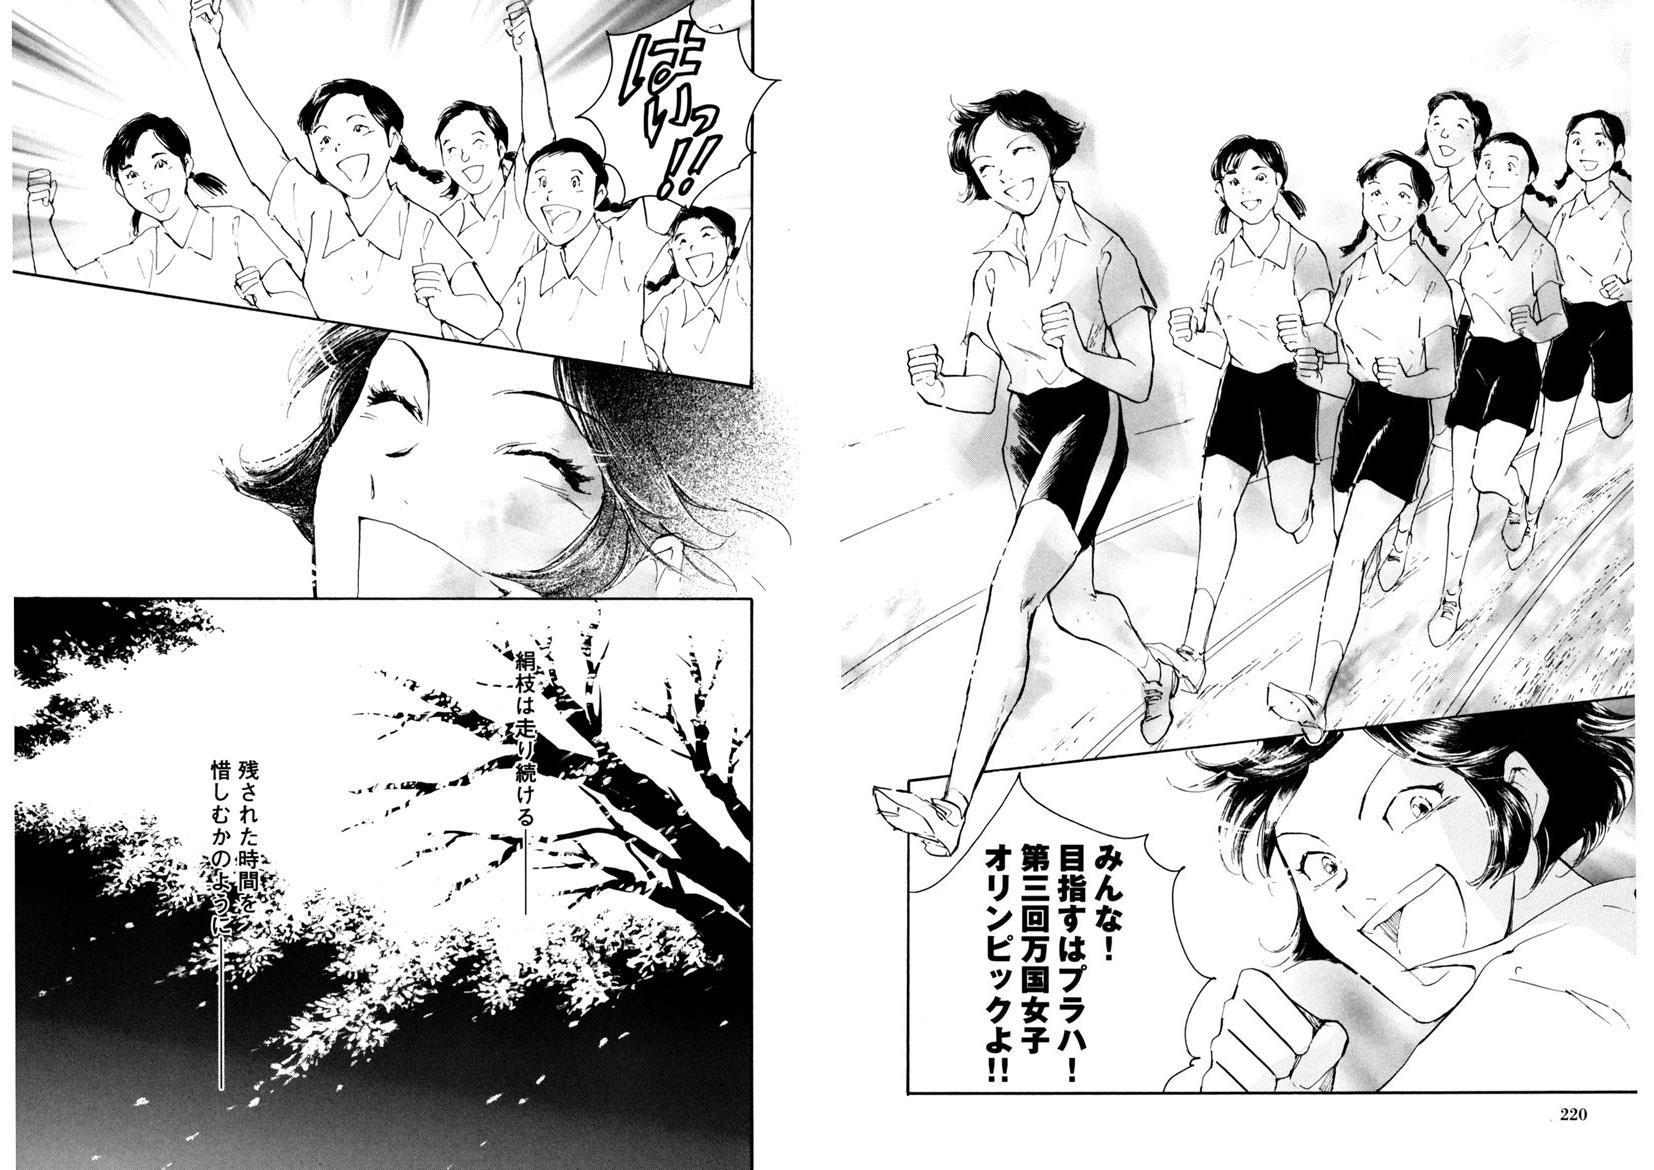 みんな!
目指すはプラハ!
第三回万国女子
オリンピックよ!!
220
はいっ!!
絹枝は走り続ける──
残された時間を
惜しむかのように──